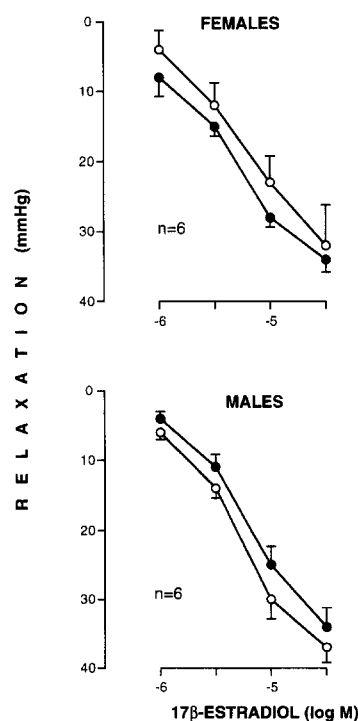 FEMALES
0
10
20
30
40
n=6
-6
-5
RELAXATION (mmHg)
MALES
0
10
20
30
40
n=6
-6
-5
17β-ESTRADIOL (log M)